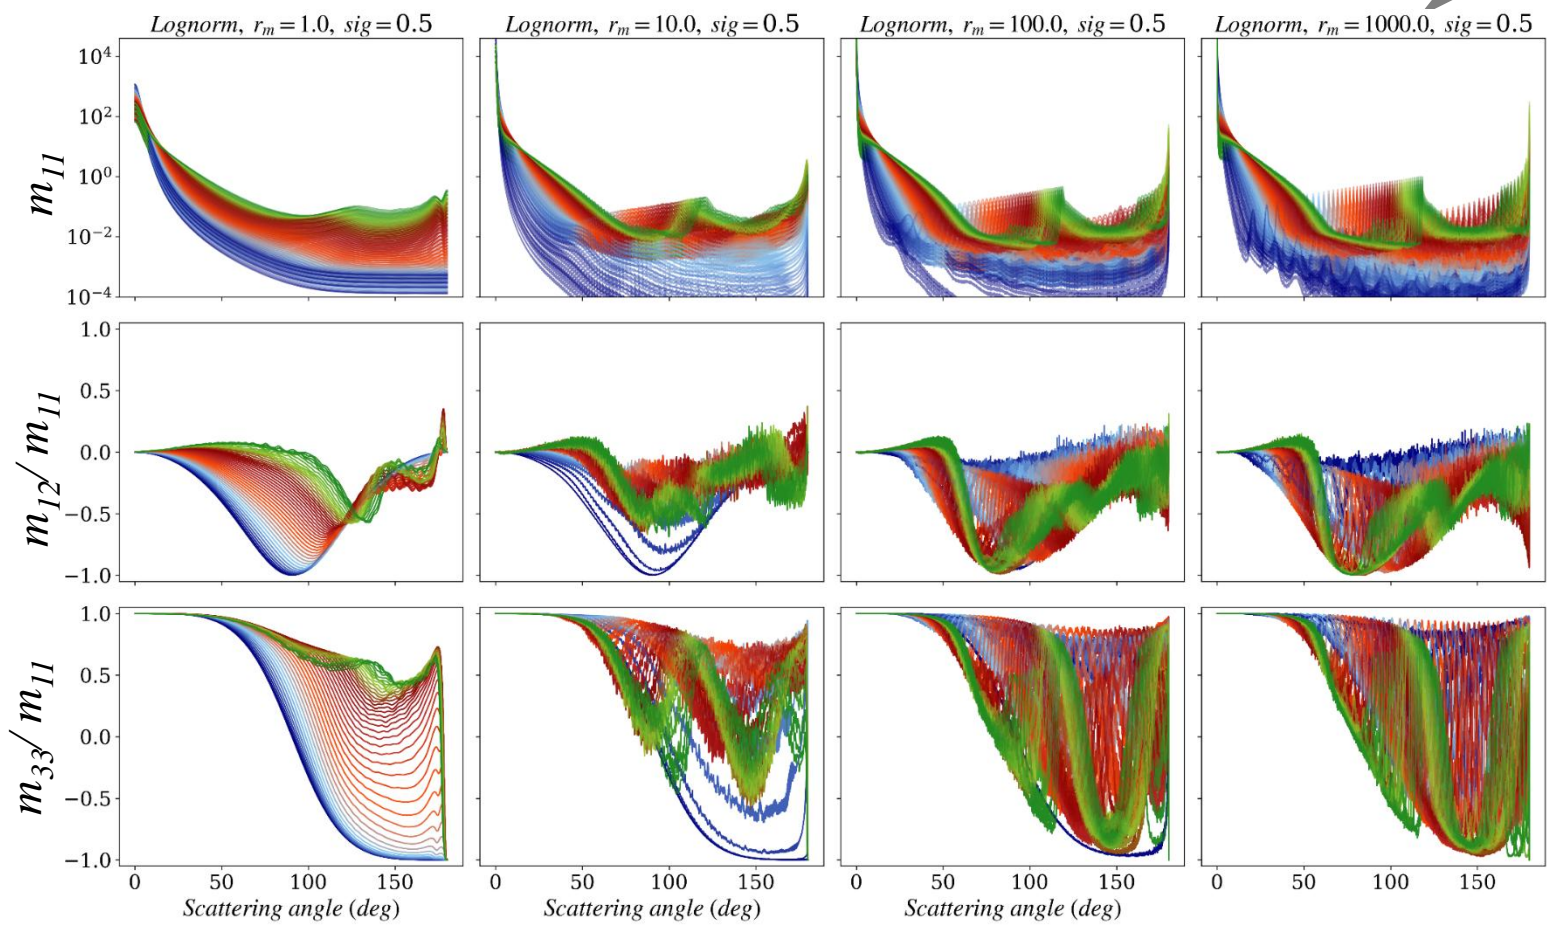 Lognorm, r_m = 1.0, sig = 0.5
Lognorm, r_m = 10.0, sig = 0.5
Lognorm, r_m = 100.0, sig = 0.5
Lognorm, r_m = 1000.0, sig = 0.5
m_11
10^4
10^2
10^0
10^−2
10^−4
m_12/ m_11
1.0
0.5
0.0
−0.5
−1.0
m_33/ m_11
1.0
0.5
0.0
−0.5
−1.0
0 50 100 150
0 50 100 150
0 50 100 150
0 50 100 150
Scattering angle (deg)
Scattering angle (deg)
Scattering angle (deg)